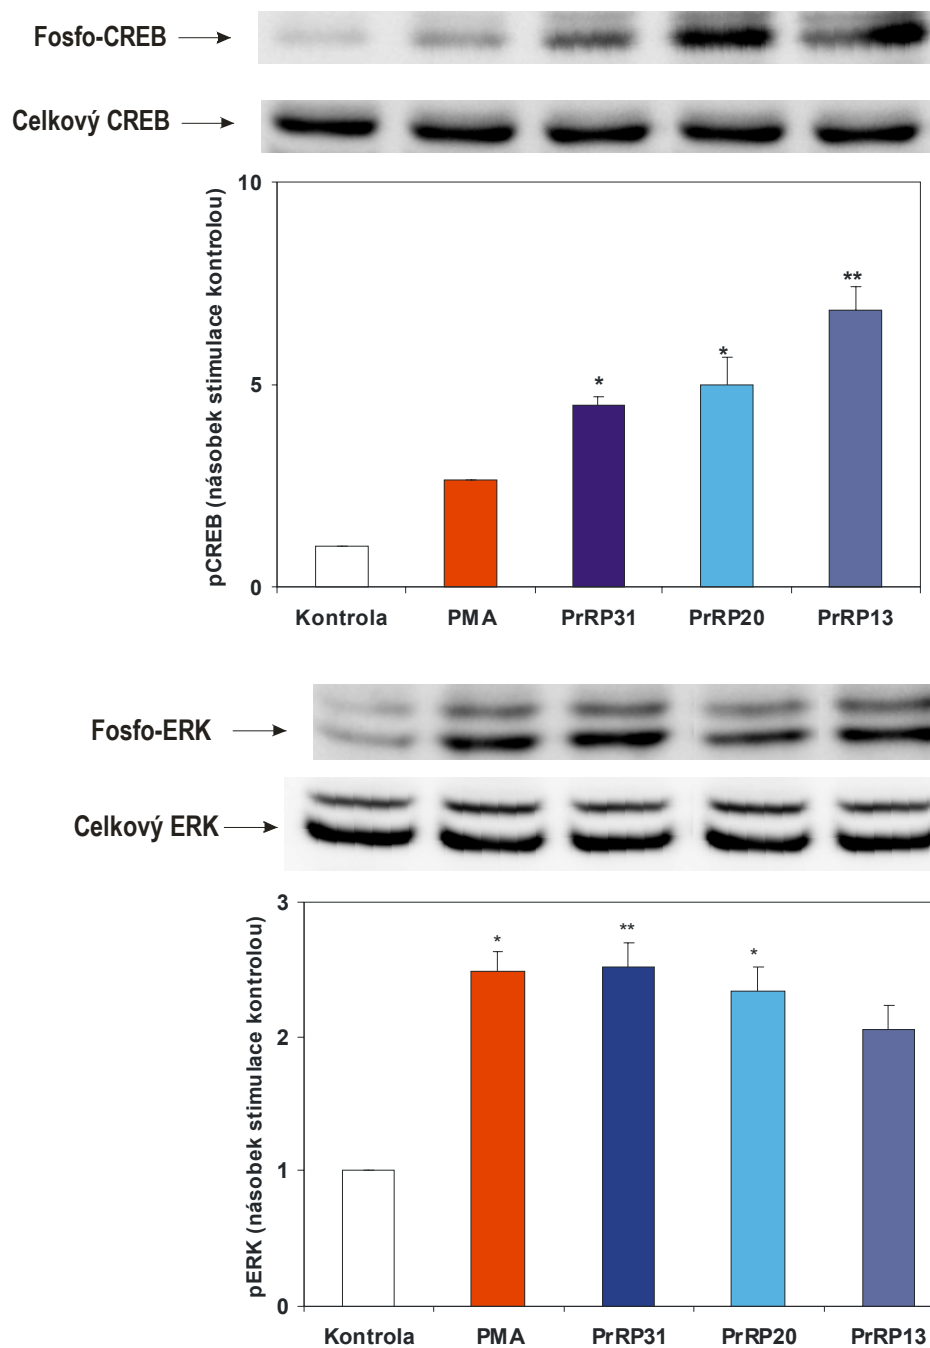 Fosfo-CREB
Celkový CREB
10
5
0
pCREB (násobek stimulace kontrolou)
*
*
**
Kontrola PMA PrRP31 PrRP20 PrRP13
Fosfo-ERK
Celkový ERK
3
2
1
0
pERK (násobek stimulace kontrolou)
*
**
*
Kontrola PMA PrRP31 PrRP20 PrRP13